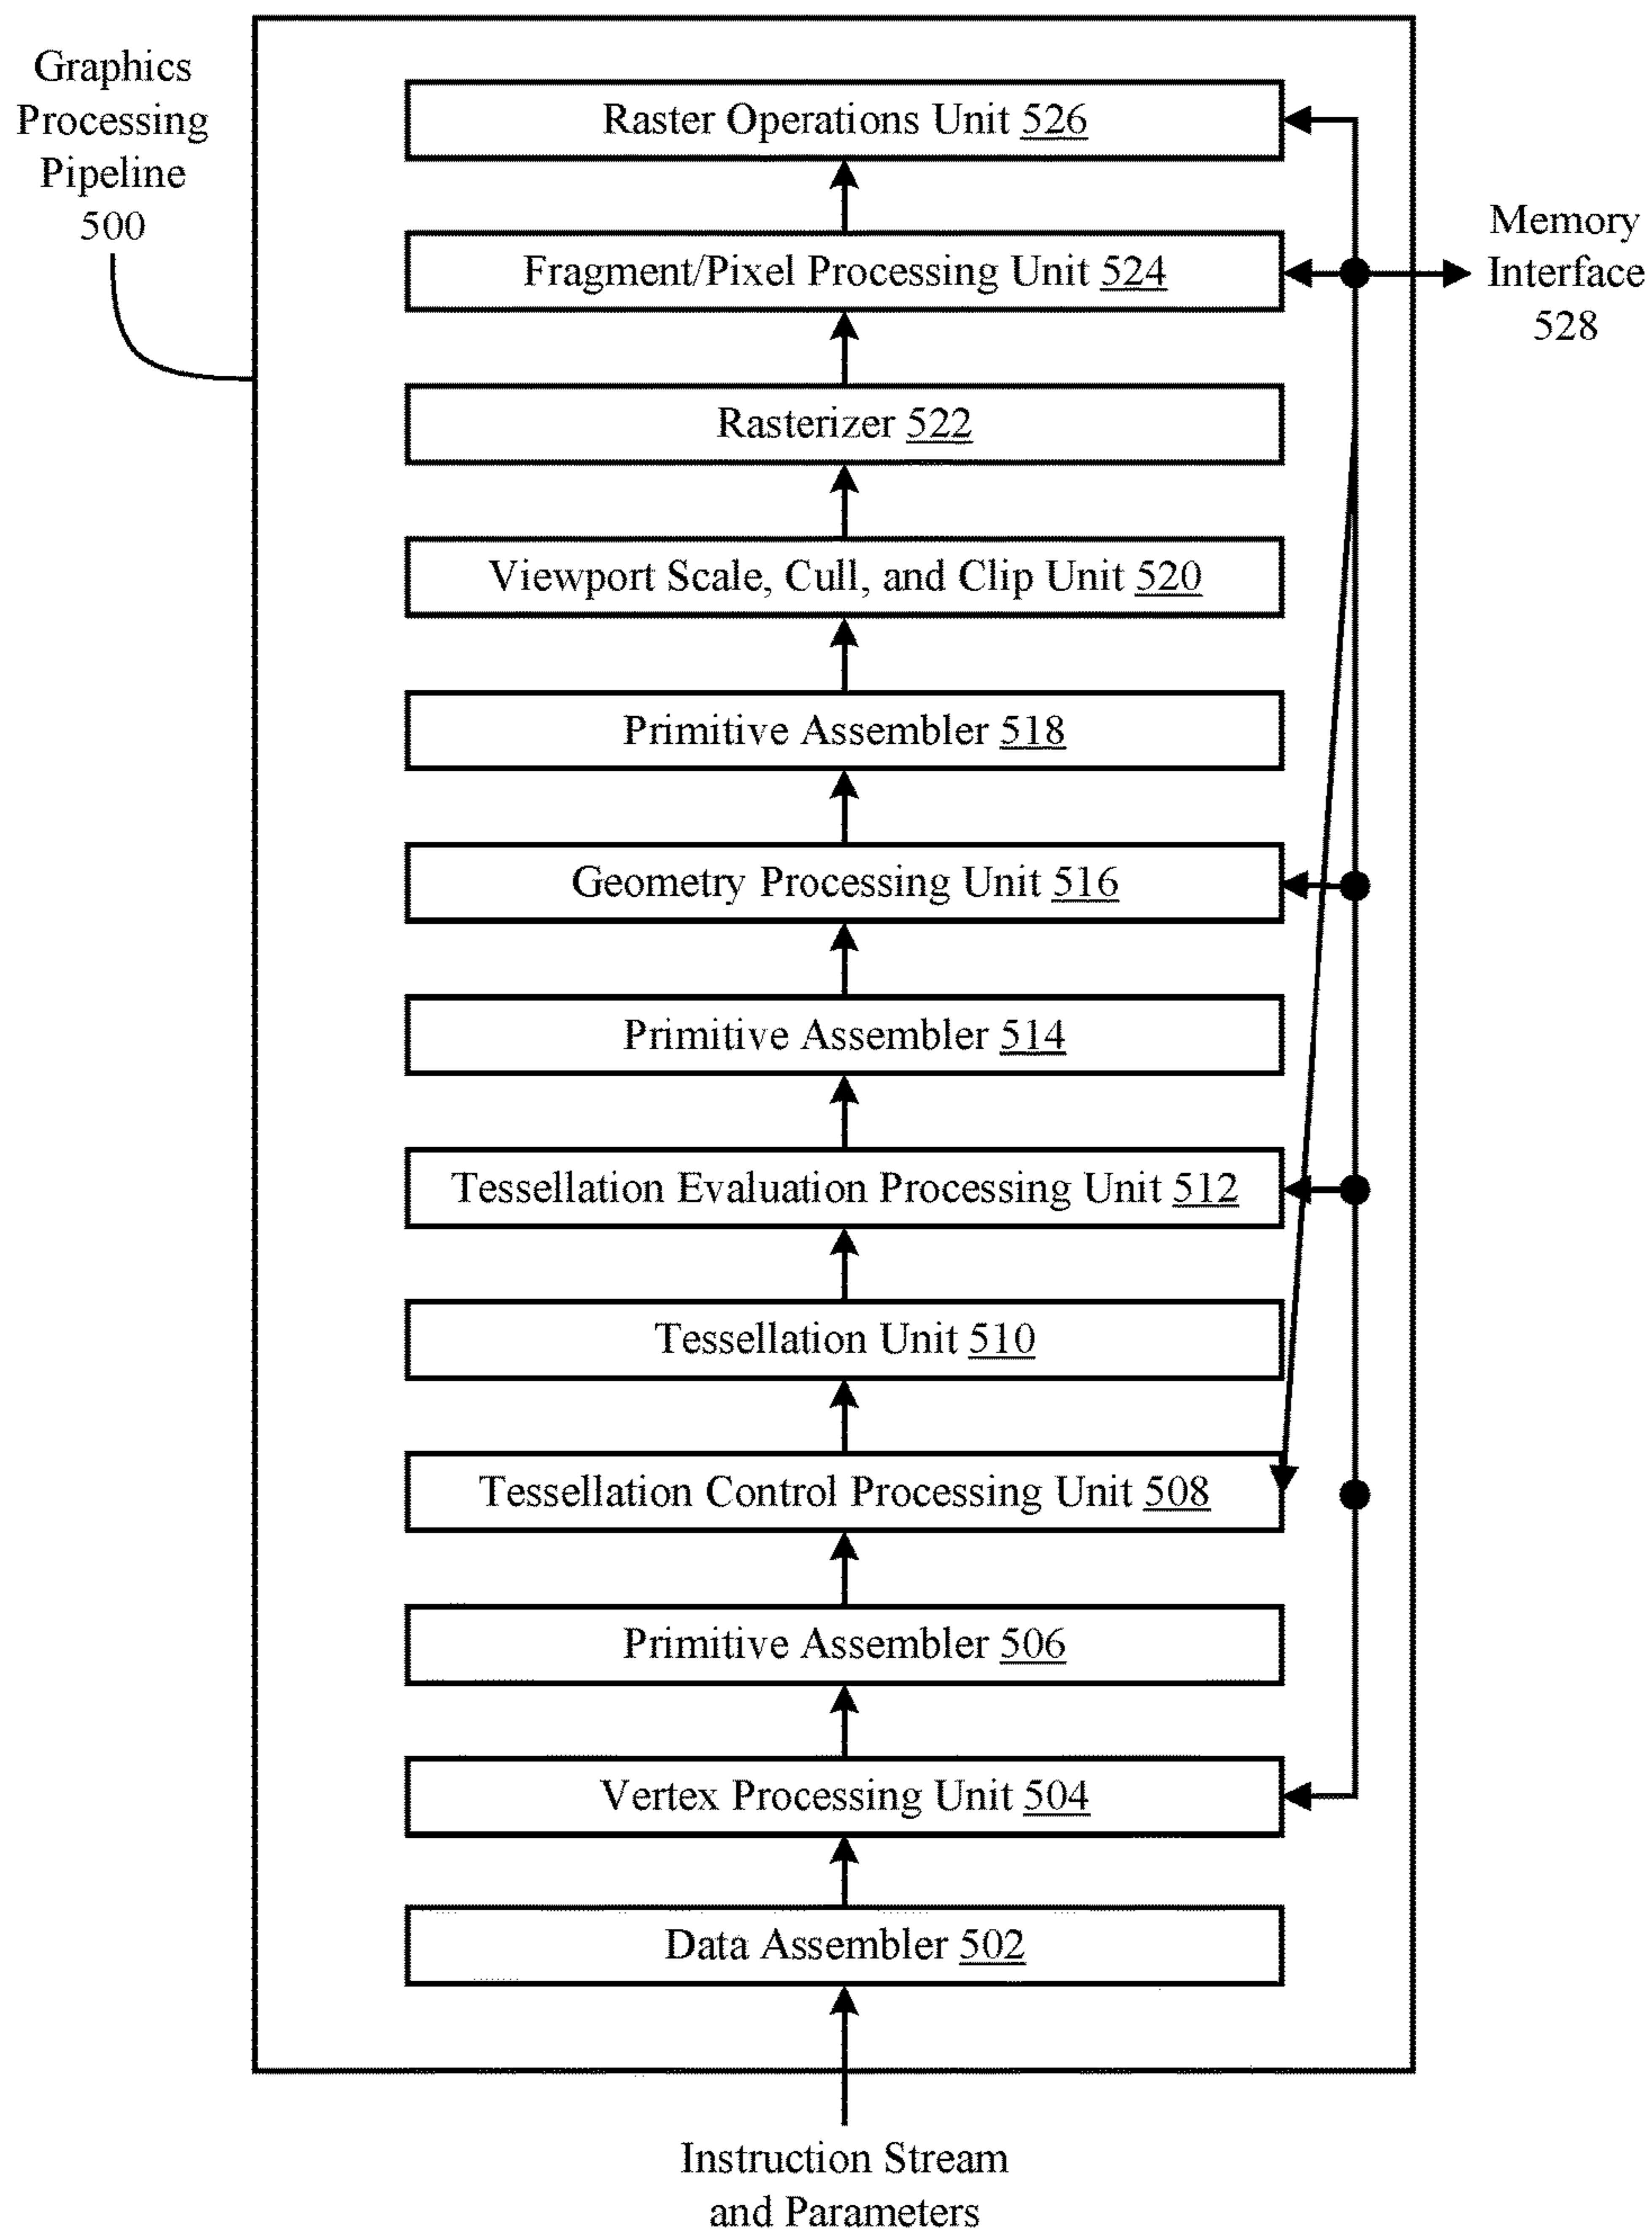 Graphics
Processing
Pipeline
500
Raster Operations Unit 526
Fragment/Pixel Processing Unit 524
Memory
Interface
528
Rasterizer 522
Viewport Scale, Cull, and Clip Unit 520
Primitive Assembler 518
Geometry Processing Unit 516
Primitive Assembler 514
Tessellation Evaluation Processing Unit 512
Tessellation Unit 510
Tessellation Control Processing Unit 508
Primitive Assembler 506
Vertex Processing Unit 504
Data Assembler 502
Instruction Stream
and Parameters